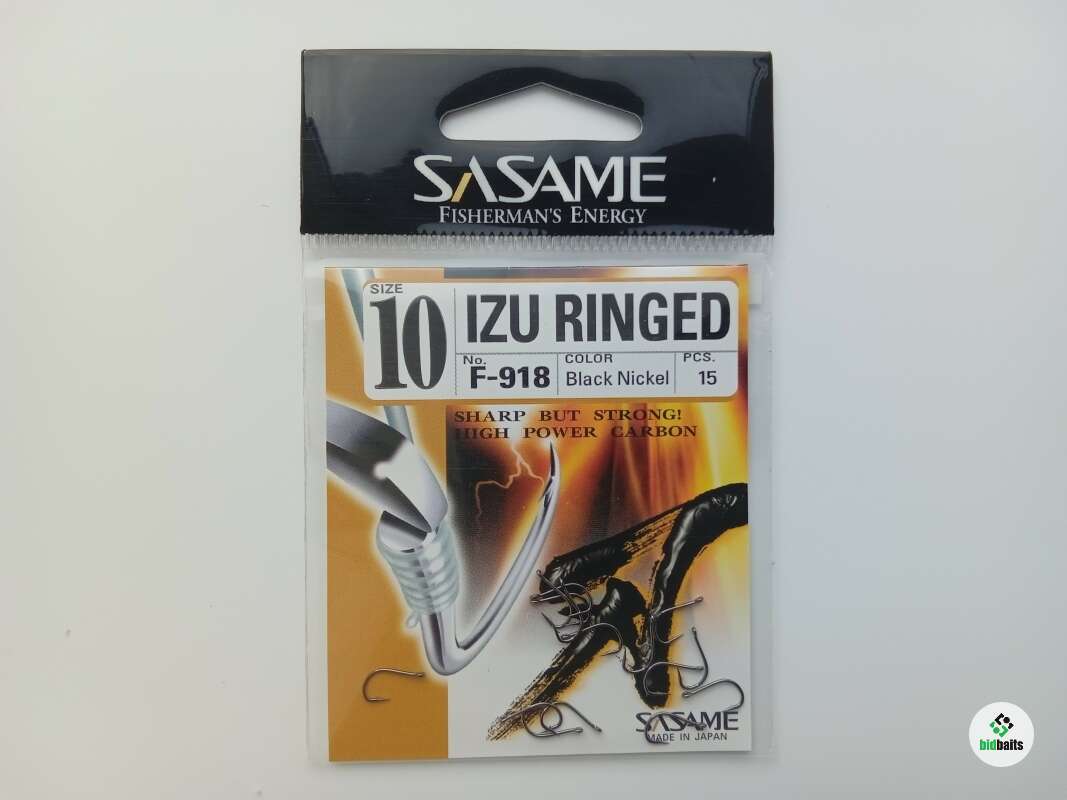 SASAME
FISHERMAN'S ENERGY
SIZE
10
IZU RINGED
No.
F-918
COLOR
Black Nickel
PCS.
15
SHARP BUT STRONG!
HIGH POWER CARBON
SASAME
MADE IN JAPAN
bidbaits